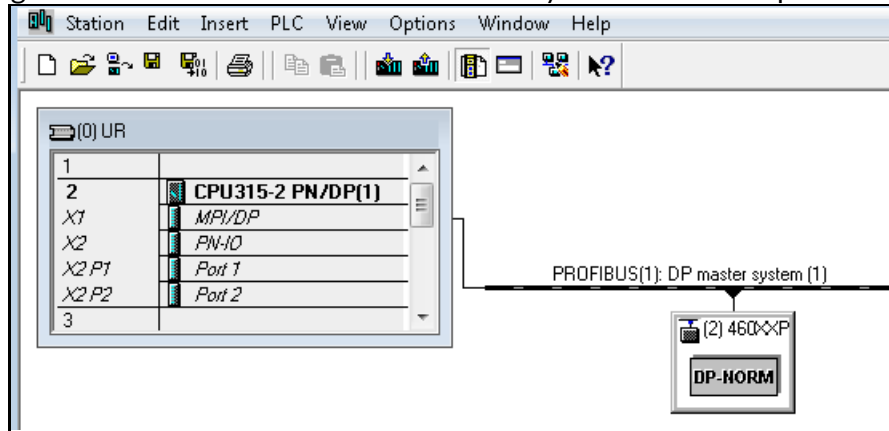 Station Edit Insert PLC View Options Window Help
(0) UR
1
2 CPU315-2 PN/DP(1)
X1 MPI/DP
X2 PN-IO
X2 P1 Port 1
X2 P2 Port 2
3
PROFIBUS(1): DP master system (1)
(2) 460XXP
DP-NORM